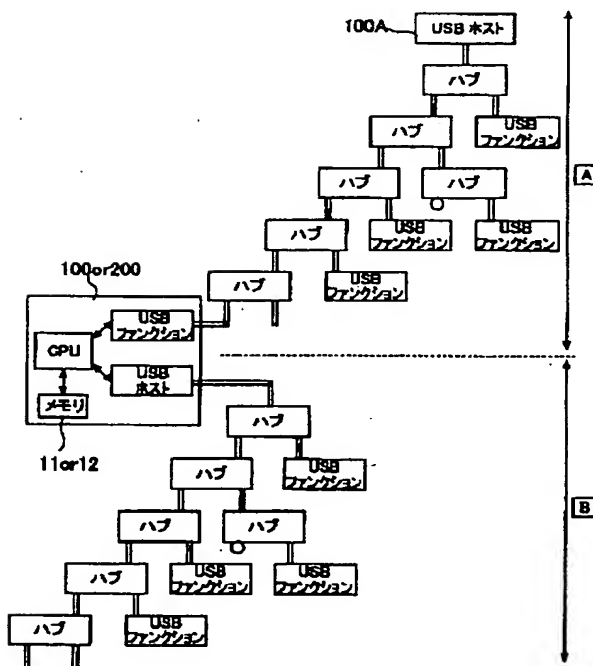 100A
USB ホスト
ハブ
ハブ
USB
ファンクション
ハブ
ハブ
A
ハブ
USB
ファンクション
USB
ファンクション
ハブ
USB
ファンクション
100or200
USB
ファンクション
CPU
USB
ホスト
メモリ
11or12
ハブ
ハブ
USB
ファンクション
ハブ
ハブ
B
ハブ
USB
ファンクション
USB
ファンクション
ハブ
USB
ファンクション